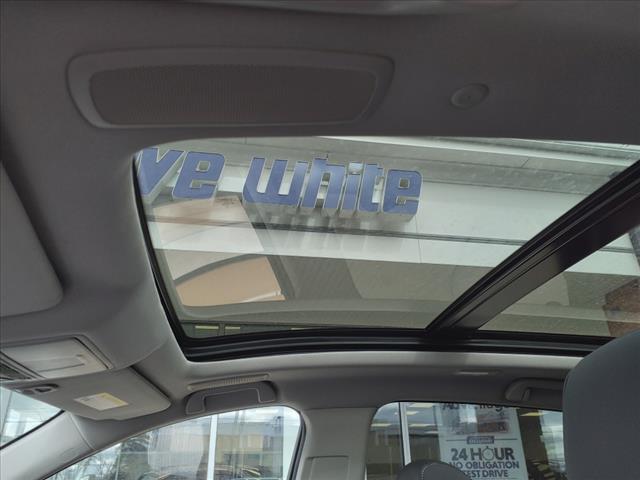 ve white
24 HOUR
NO OBLIGATION
TEST DRIVE